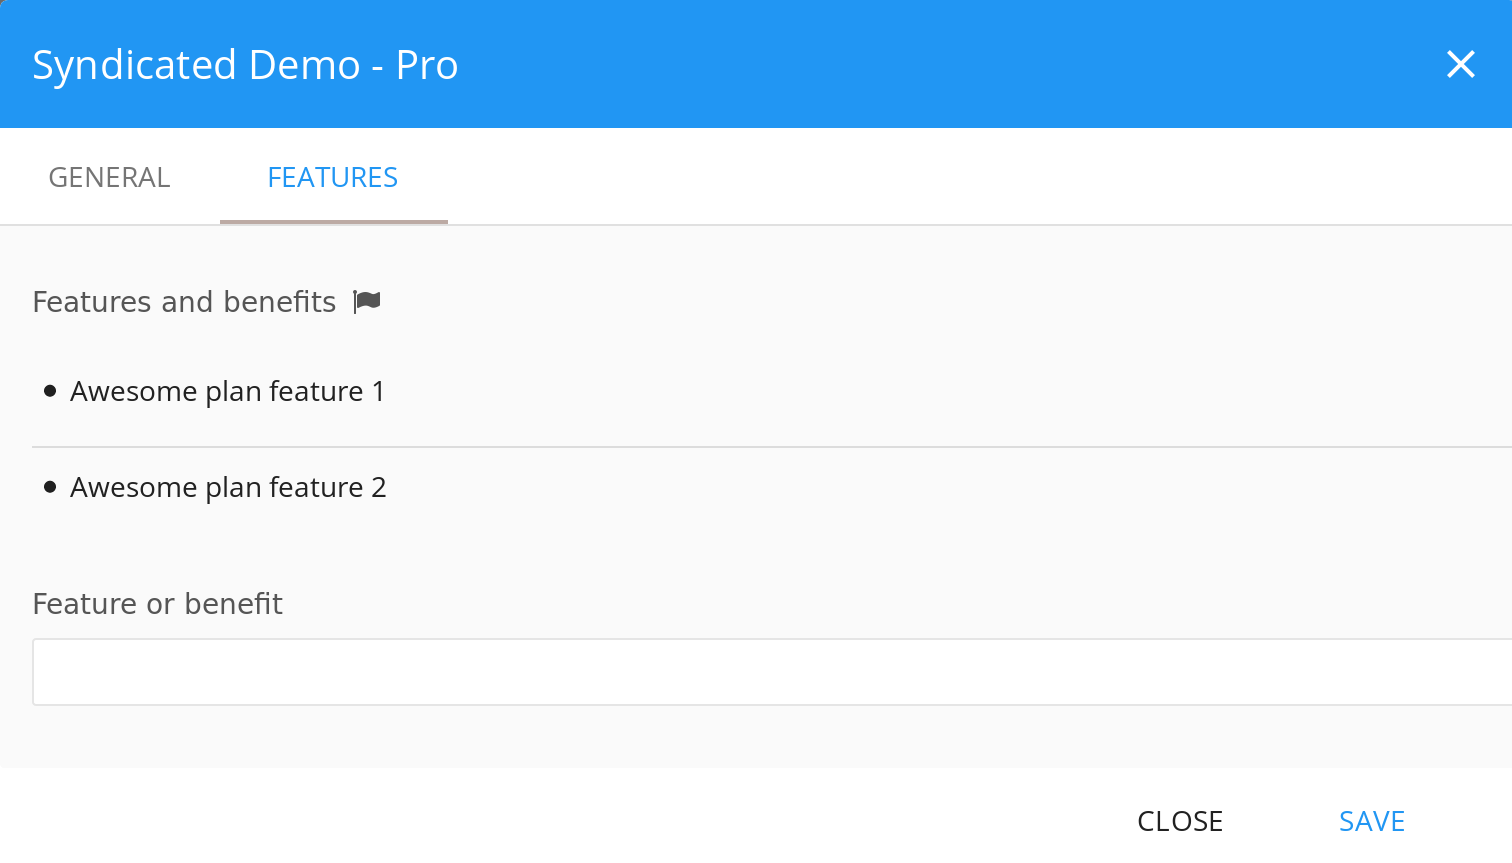 Syndicated Demo - Pro
GENERAL FEATURES
Features and benefits
Awesome plan feature 1
Awesome plan feature 2
Feature or benefit
CLOSE SAVE